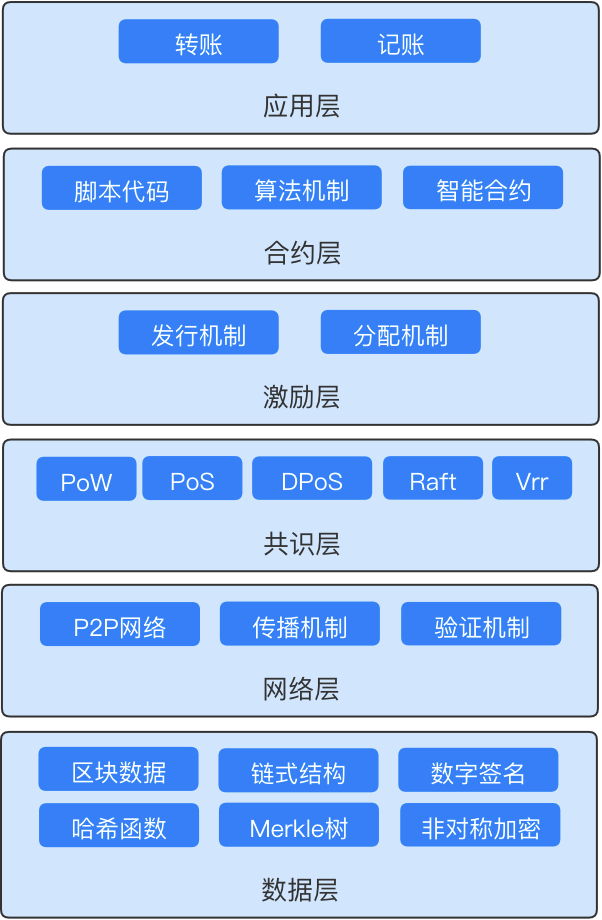 转账 记账
应用层
脚本代码 算法机制 智能合约
合约层
发行机制 分配机制
激励层
PoW PoS DPoS Raft Vrr
共识层
P2P网络 传播机制 验证机制
网络层
区块数据 链式结构 数字签名
哈希函数 Merkle树 非对称加密
数据层